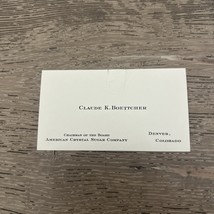 Claude K. Boettcher
Chairman of the Board
American Crystal Sugar Company
Denver,
Colorado